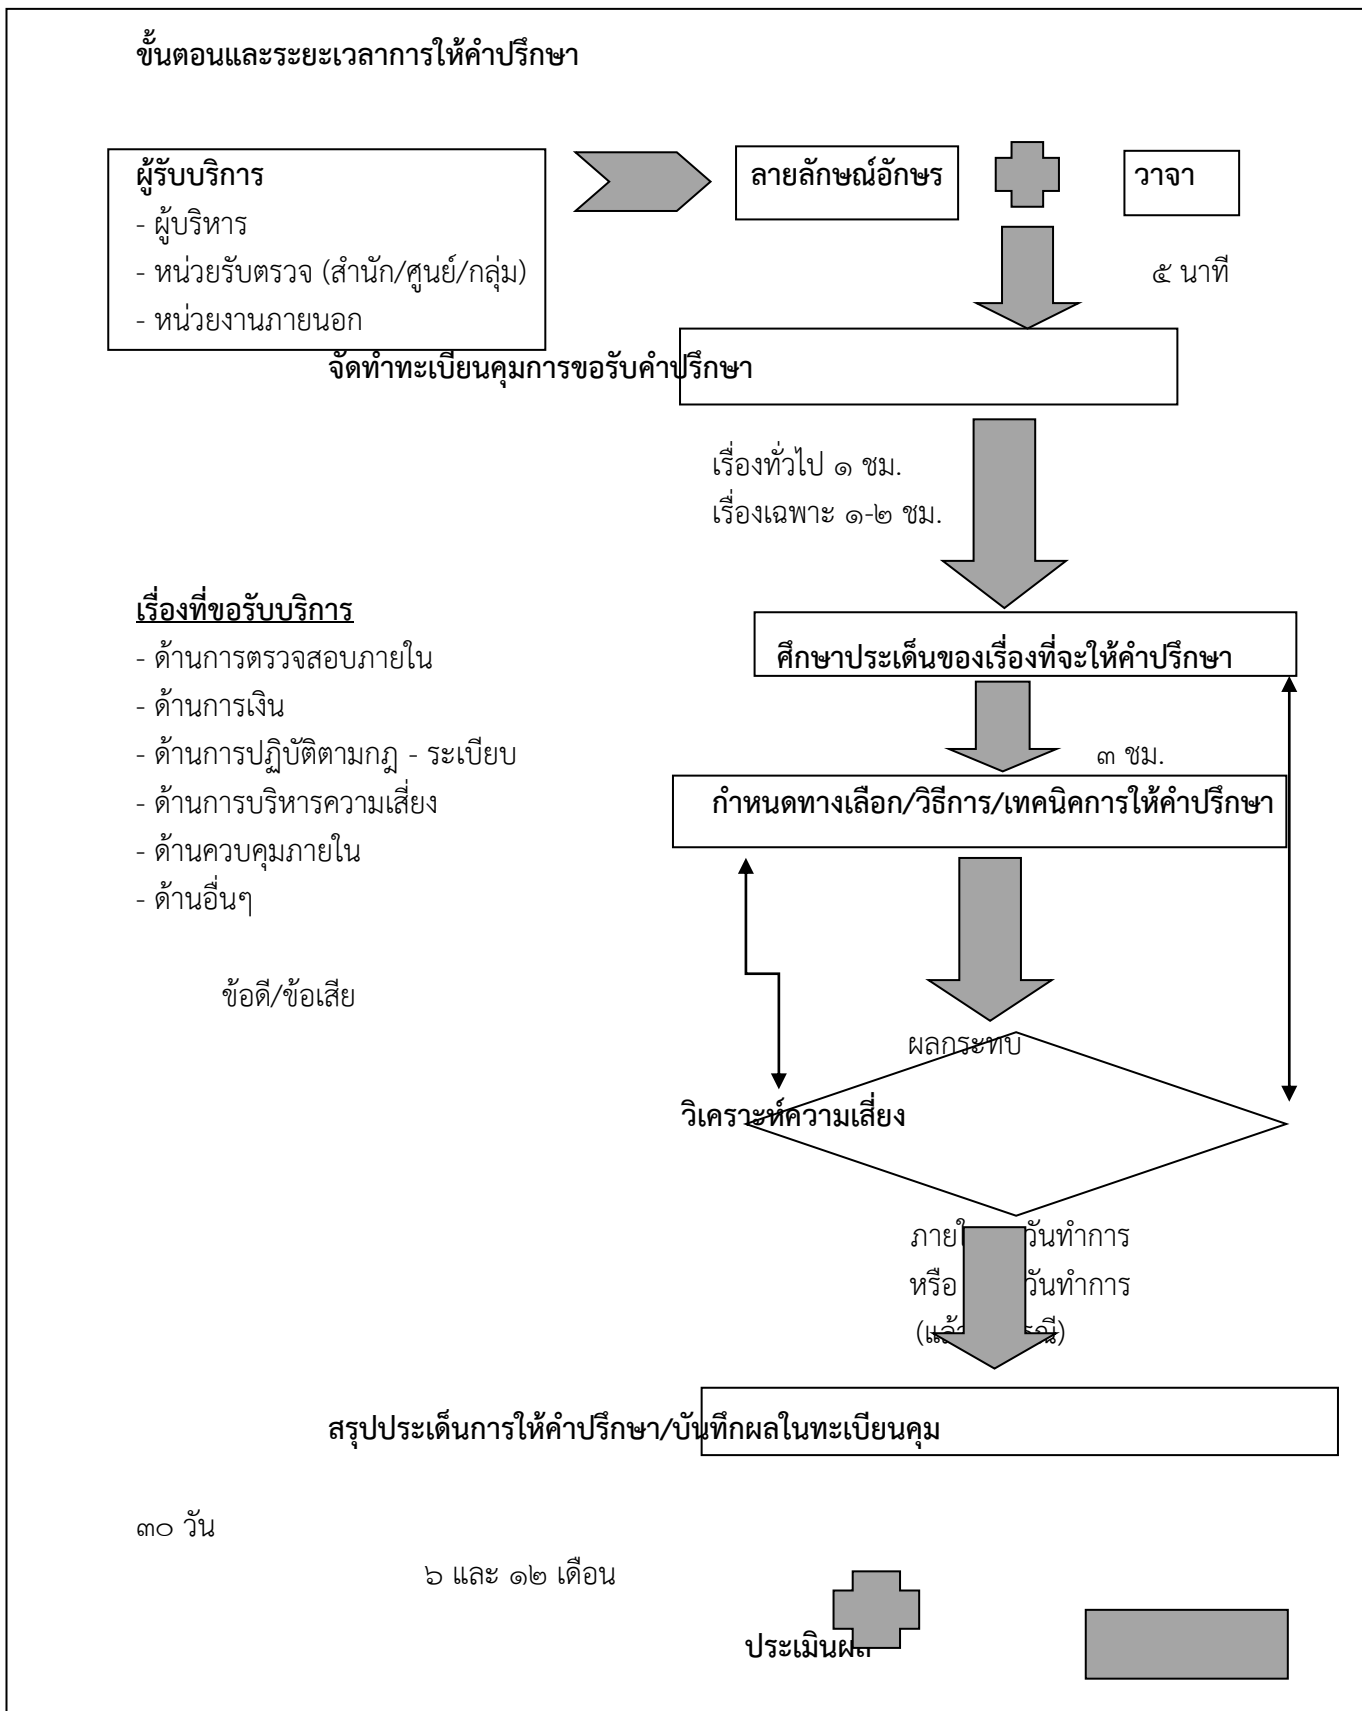 ขั้นตอนและระยะเวลาการให้คำปรึกษา
ผู้รับบริการ
- ผู้บริหาร
- หน่วยรับตรวจ (สำนัก/ศูนย์/กลุ่ม)
- หน่วยงานภายนอก
ลายลักษณ์อักษร
วาจา
๕ นาที
จัดทำทะเบียนคุมการขอรับคำปรึกษา
เรื่องทั่วไป ๑ ชม.
เรื่องเฉพาะ ๑-๒ ชม.
เรื่องที่ขอรับบริการ
- ด้านการตรวจสอบภายใน
- ด้านการเงิน
- ด้านการปฏิบัติตามกฎ - ระเบียบ
- ด้านการบริหารความเสี่ยง
- ด้านควบคุมภายใน
- ด้านอื่นๆ
ศึกษาประเด็นของเรื่องที่จะให้คำปรึกษา
๓ ชม.
กำหนดทางเลือก/วิธีการ/เทคนิคการให้คำปรึกษา
ข้อดี/ข้อเสีย
ผลกระทบ
วิเคราะห์ความเสี่ยง
วันทำการ
หรือ วันทำการ
สรุปประเด็นการให้คำปรึกษา/บันทึกผลในทะเบียนคุม
๓๐ วัน
๖ และ ๑๒ เดือน
ประเมินผล